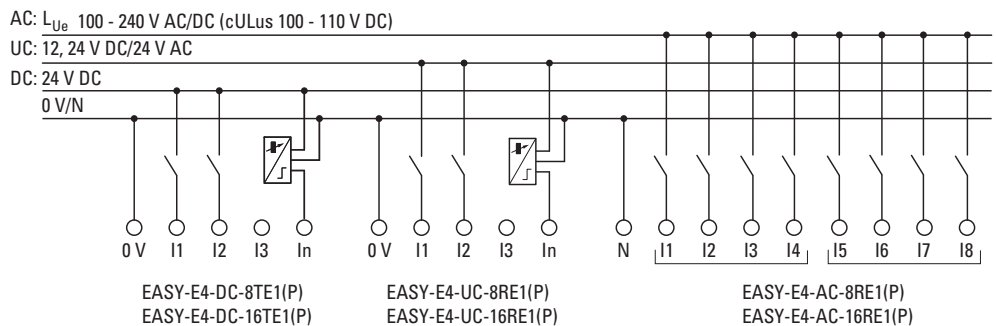 AC: LUe 100 - 240 V AC/DC (cULus 100 - 110 V DC)
UC: 12, 24 V DC/24 V AC
DC: 24 V DC
0 V/N
0 V I1 I2 I3 In 0 V I1 I2 I3 In N I1 I2 I3 I4 I5 I6 I7 I8
EASY-E4-DC-8TE1(P) EASY-E4-UC-8RE1(P) EASY-E4-AC-8RE1(P)
EASY-E4-DC-16TE1(P) EASY-E4-UC-16RE1(P) EASY-E4-AC-16RE1(P)